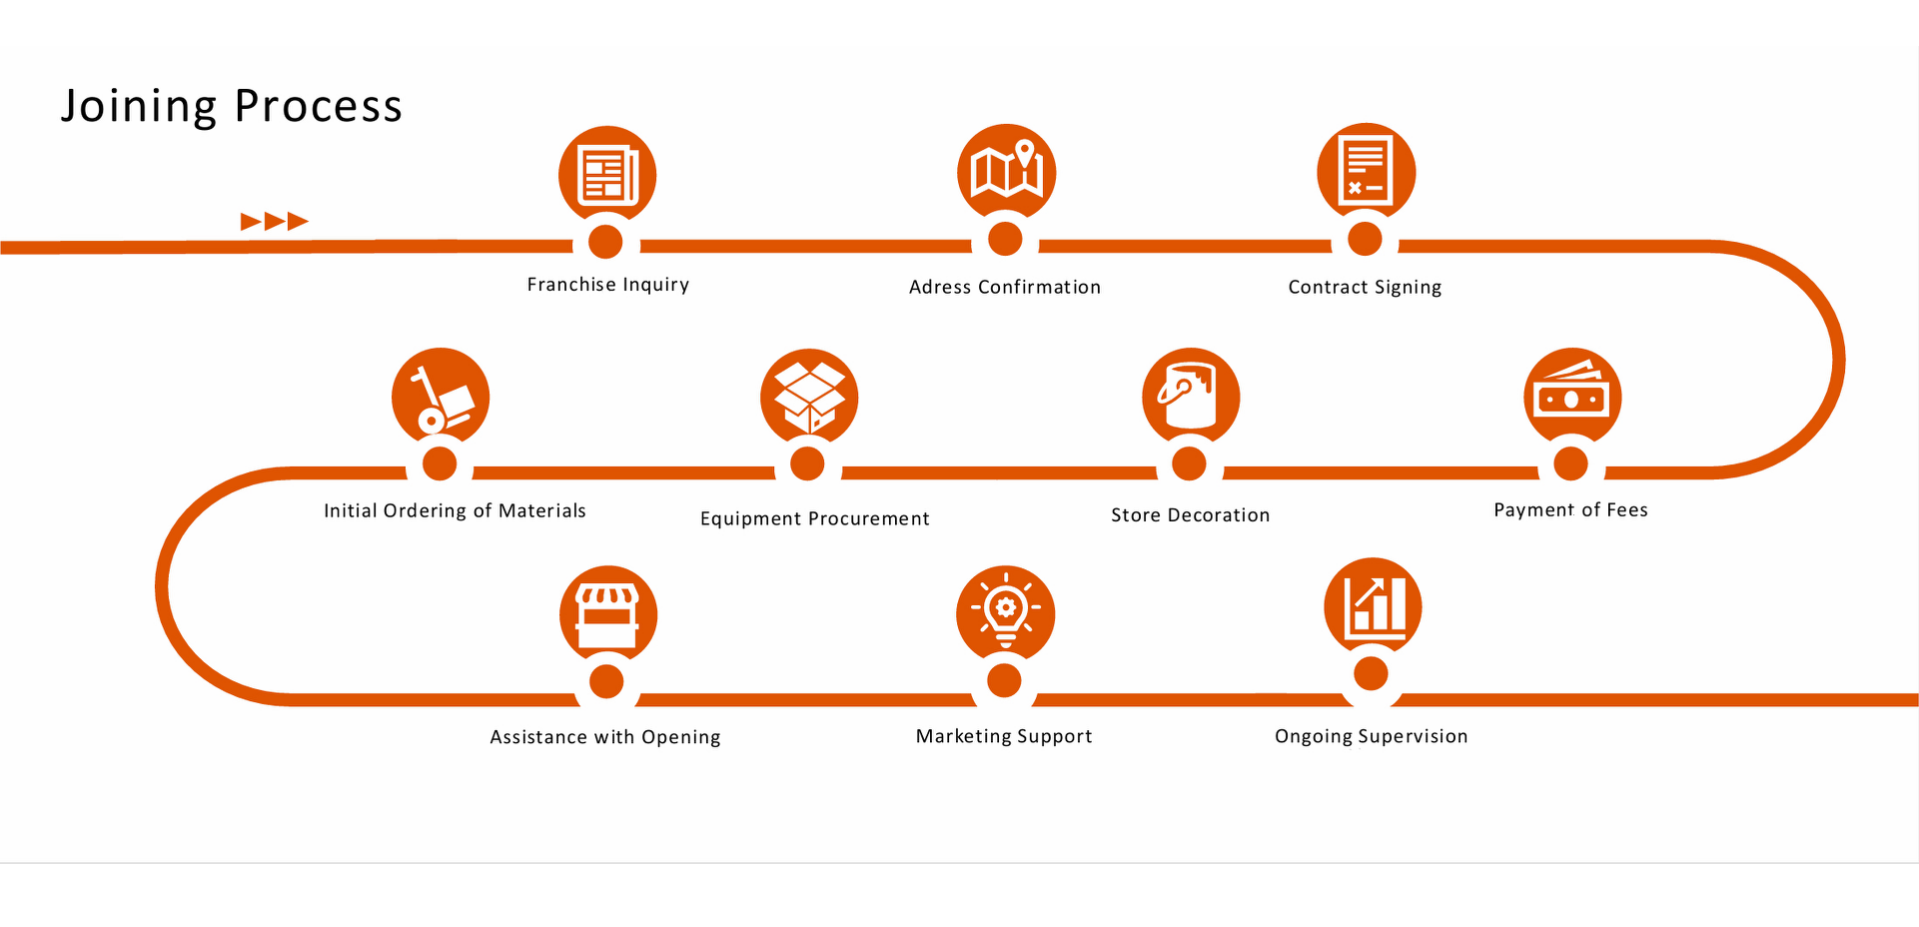 Joining Process
Franchise Inquiry
Adress Confirmation
Contract Signing
Initial Ordering of Materials
Equipment Procurement
Store Decoration
Payment of Fees
Assistance with Opening
Marketing Support
Ongoing Supervision